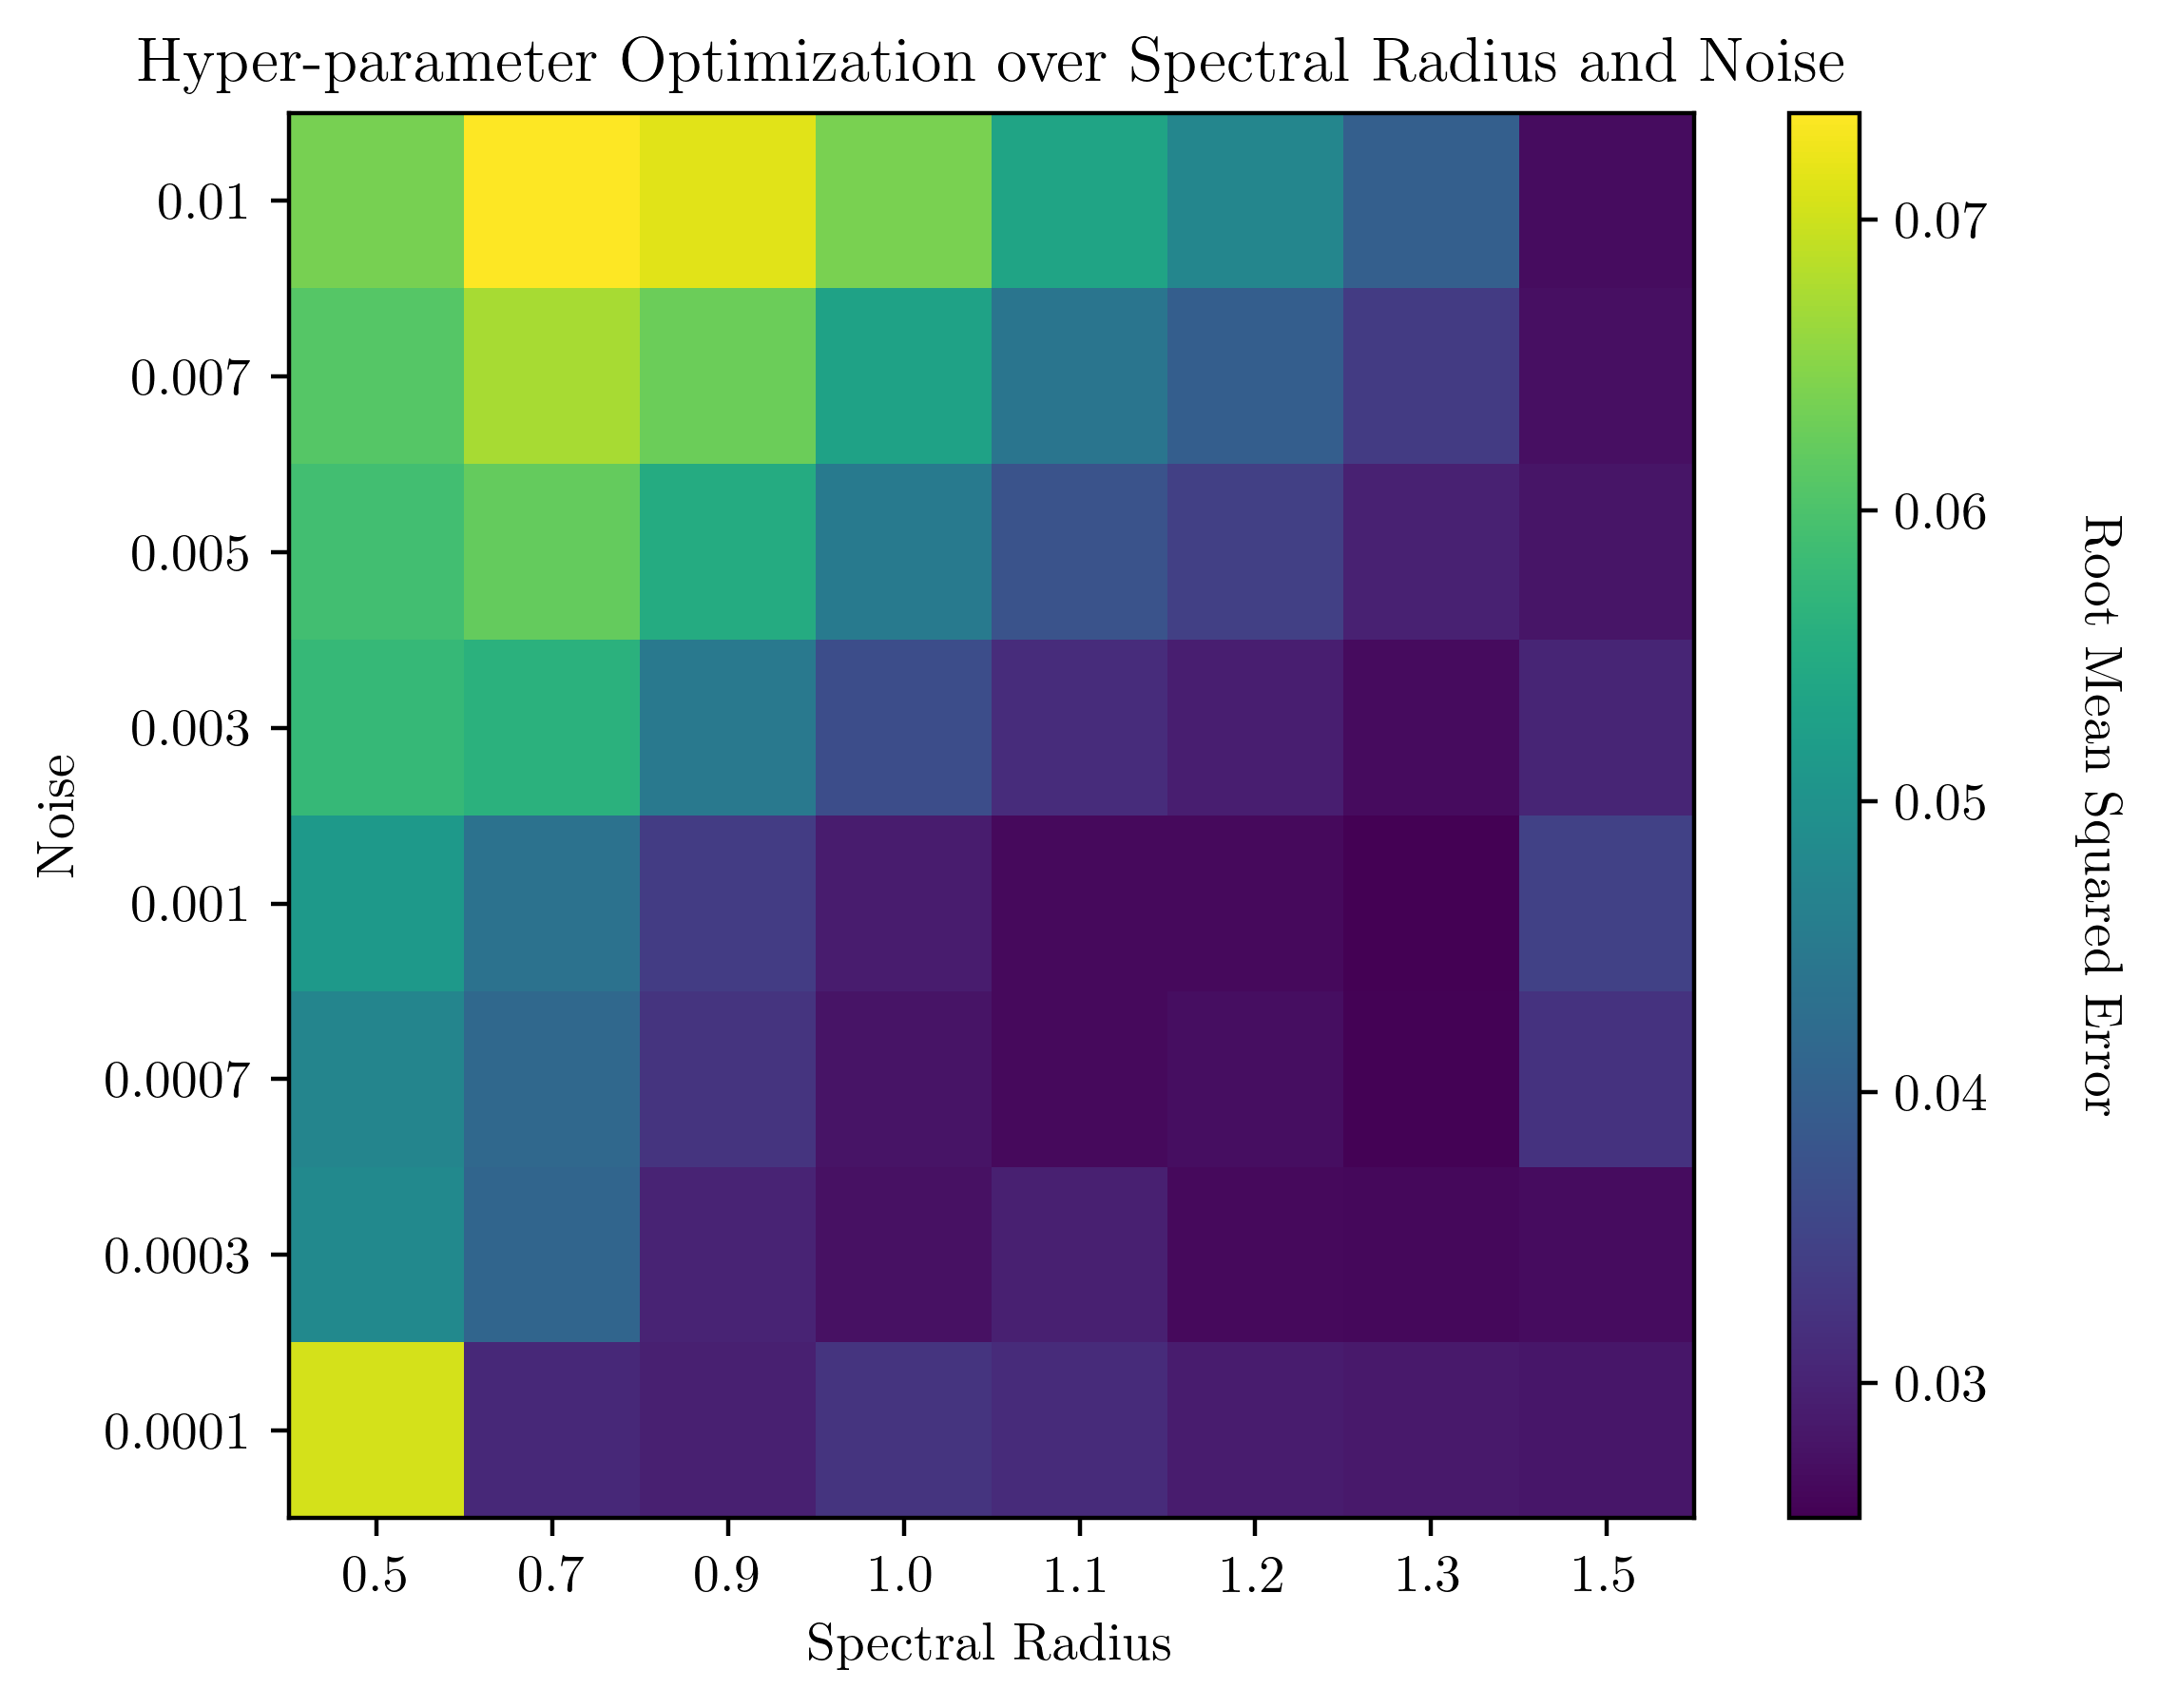 Hyper-parameter Optimization over Spectral Radius and Noise
0.01
0.007
0.005
0.003
0.001
0.0007
0.0003
0.0001
Noise
0.5 0.7 0.9 1.0 1.1 1.2 1.3 1.5
Spectral Radius
0.07
0.06
0.05
0.04
0.03
Root Mean Squared Error